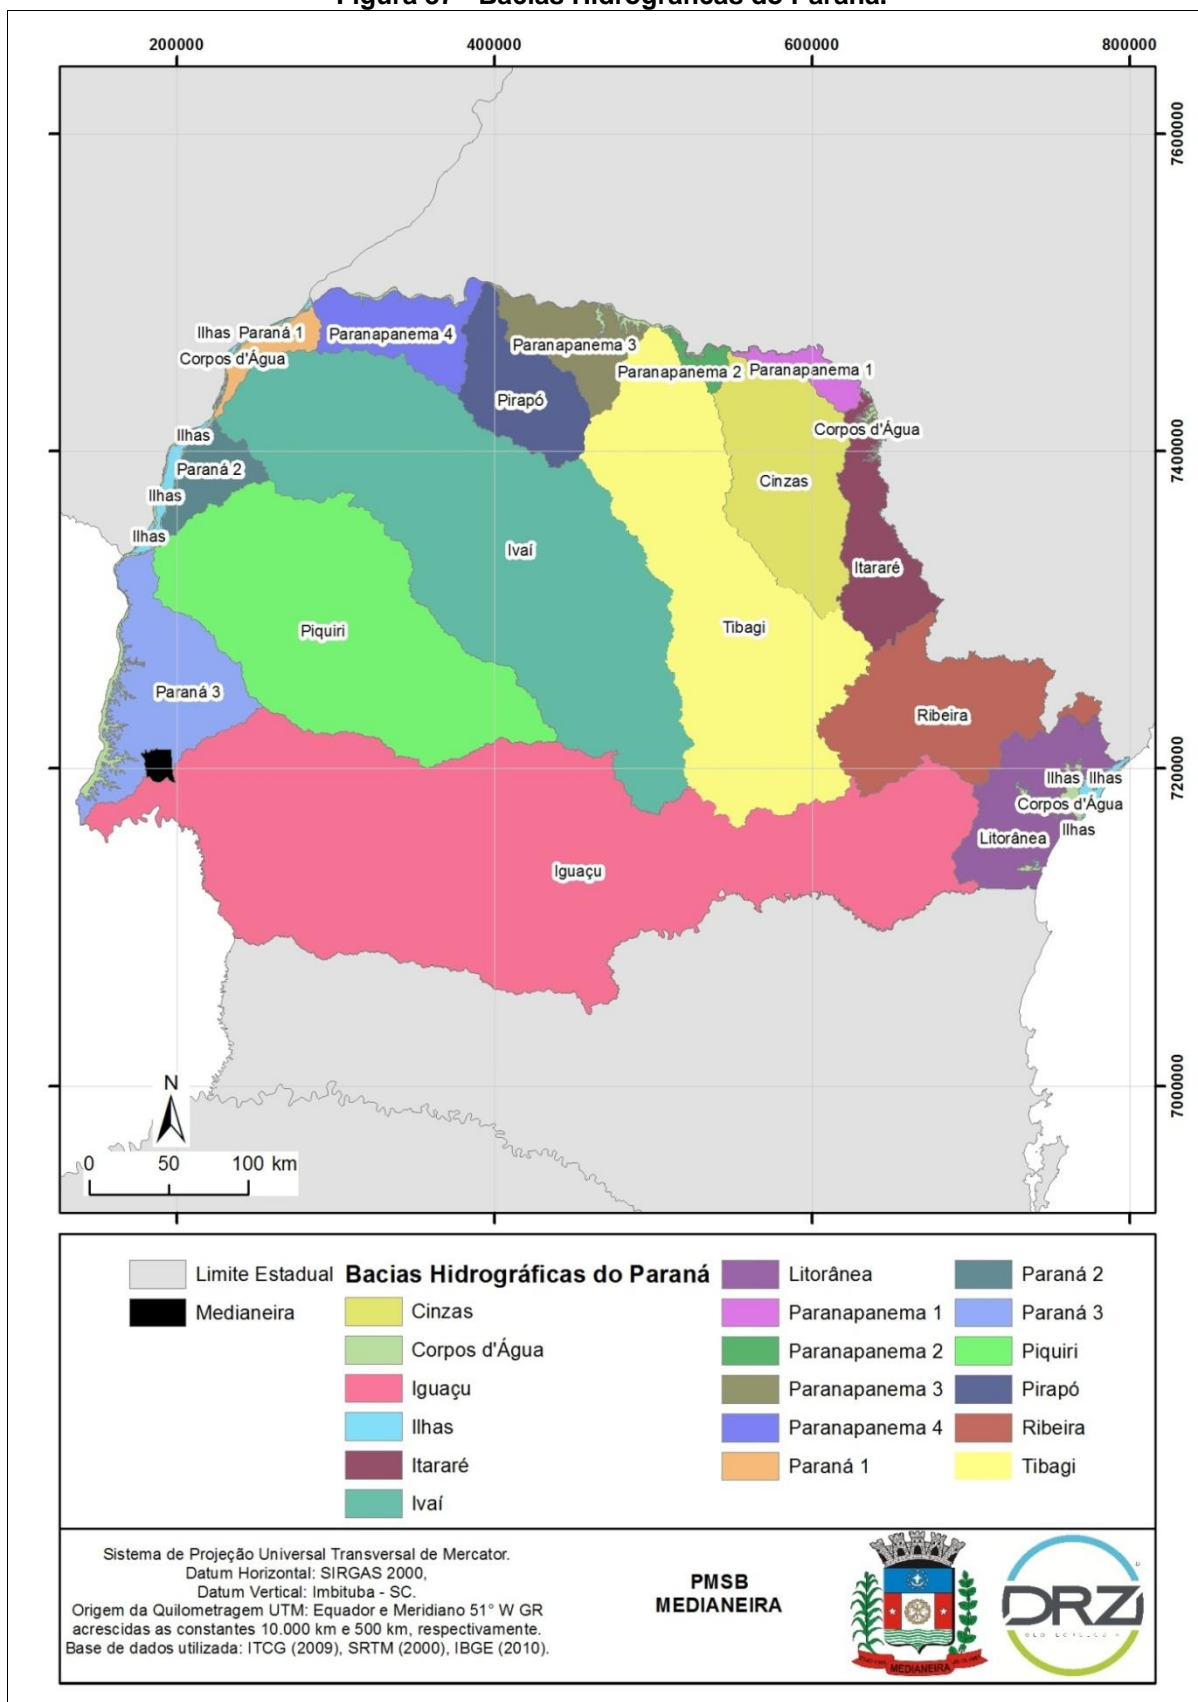 Figura 37 - Bacias Hidrográficas do Paraná.
200000
400000
600000
800000
7600000
7400000
7200000
7000000
Ilhas
Paraná 1
Corpos d'Água
Paranapanema 4
Paranapanema 3
Paranapanema 2
Paranapanema 1
Pirapó
Corpos d'Água
Ilhas
Paraná 2
Cinzas
Ilhas
Ilhas
Ivaí
Itararé
Piquiri
Tibagi
Paraná 3
Ribeira
Ilhas
Ilhas
Corpos d'Água
Ilhas
Litorânea
Iguaçu
N
0 50 100 km
Limite Estadual
Medianeira
Bacias Hidrográficas do Paraná
Cinzas
Corpos d'Água
Iguaçu
Ilhas
Itararé
Ivaí
Litorânea
Paranapanema 1
Paranapanema 2
Paranapanema 3
Paranapanema 4
Paraná 1
Paraná 2
Paraná 3
Piquiri
Pirapó
Ribeira
Tibagi
Sistema de Projeção Universal Transversal de Mercator.
Datum Horizontal: SIRGAS 2000,
Datum Vertical: Imbituba - SC.
Origem da Quilometragem UTM: Equador e Meridiano 51° W GR
acrescidas as constantes 10.000 km e 500 km, respectivamente.
Base de dados utilizada: ITCG (2009), SRTM (2000), IBGE (2010).
PMSB
MEDIANEIRA
MEDIANEIRA
DRZ